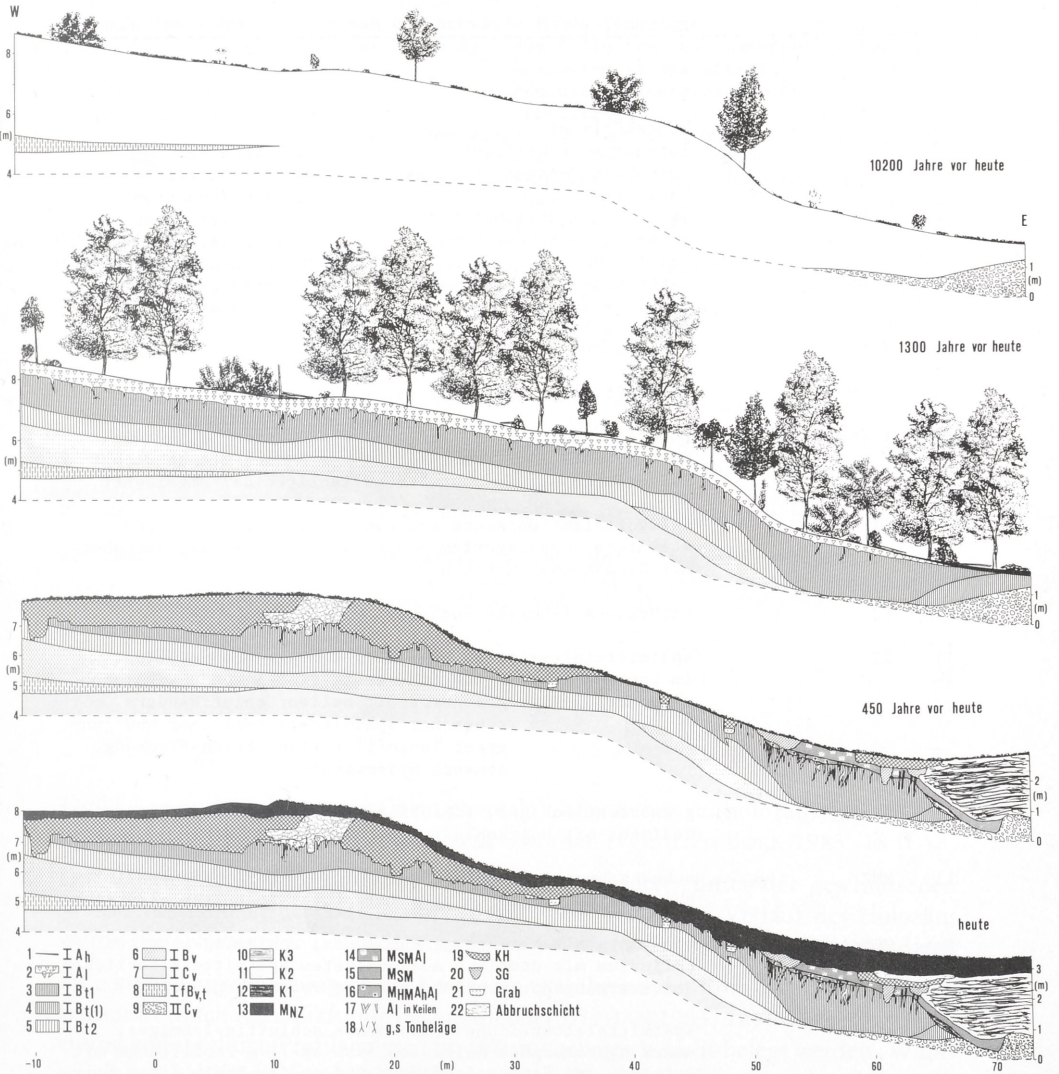 W
8
6
(m)
4
10200 Jahre vor heute
E
1
(m)
0
1300 Jahre vor heute
8
6
(m)
4
1
(m)
0
7
6
(m)
5
4
450 Jahre vor heute
2
(m)
1
0
8
7
(m)
6
5
4
heute
3
(m)
2
1
0
1 I Ah
2 I Al
3 I Bt1
4 I Bt(1)
5 I Bt2
6 I Bv
7 I Cv
8 I fBv,t
9 II Cv
10 K3
11 K2
12 K1
13 MNZ
14 MSMAl
15 MSM
16 MHMAhAl
17 Al in Keilen
18 g,s Tonbeläge
19 KH
20 SG
21 Grab
22 Abbruchschicht
-10 0 10 20 30 (m) 40 50 60 70